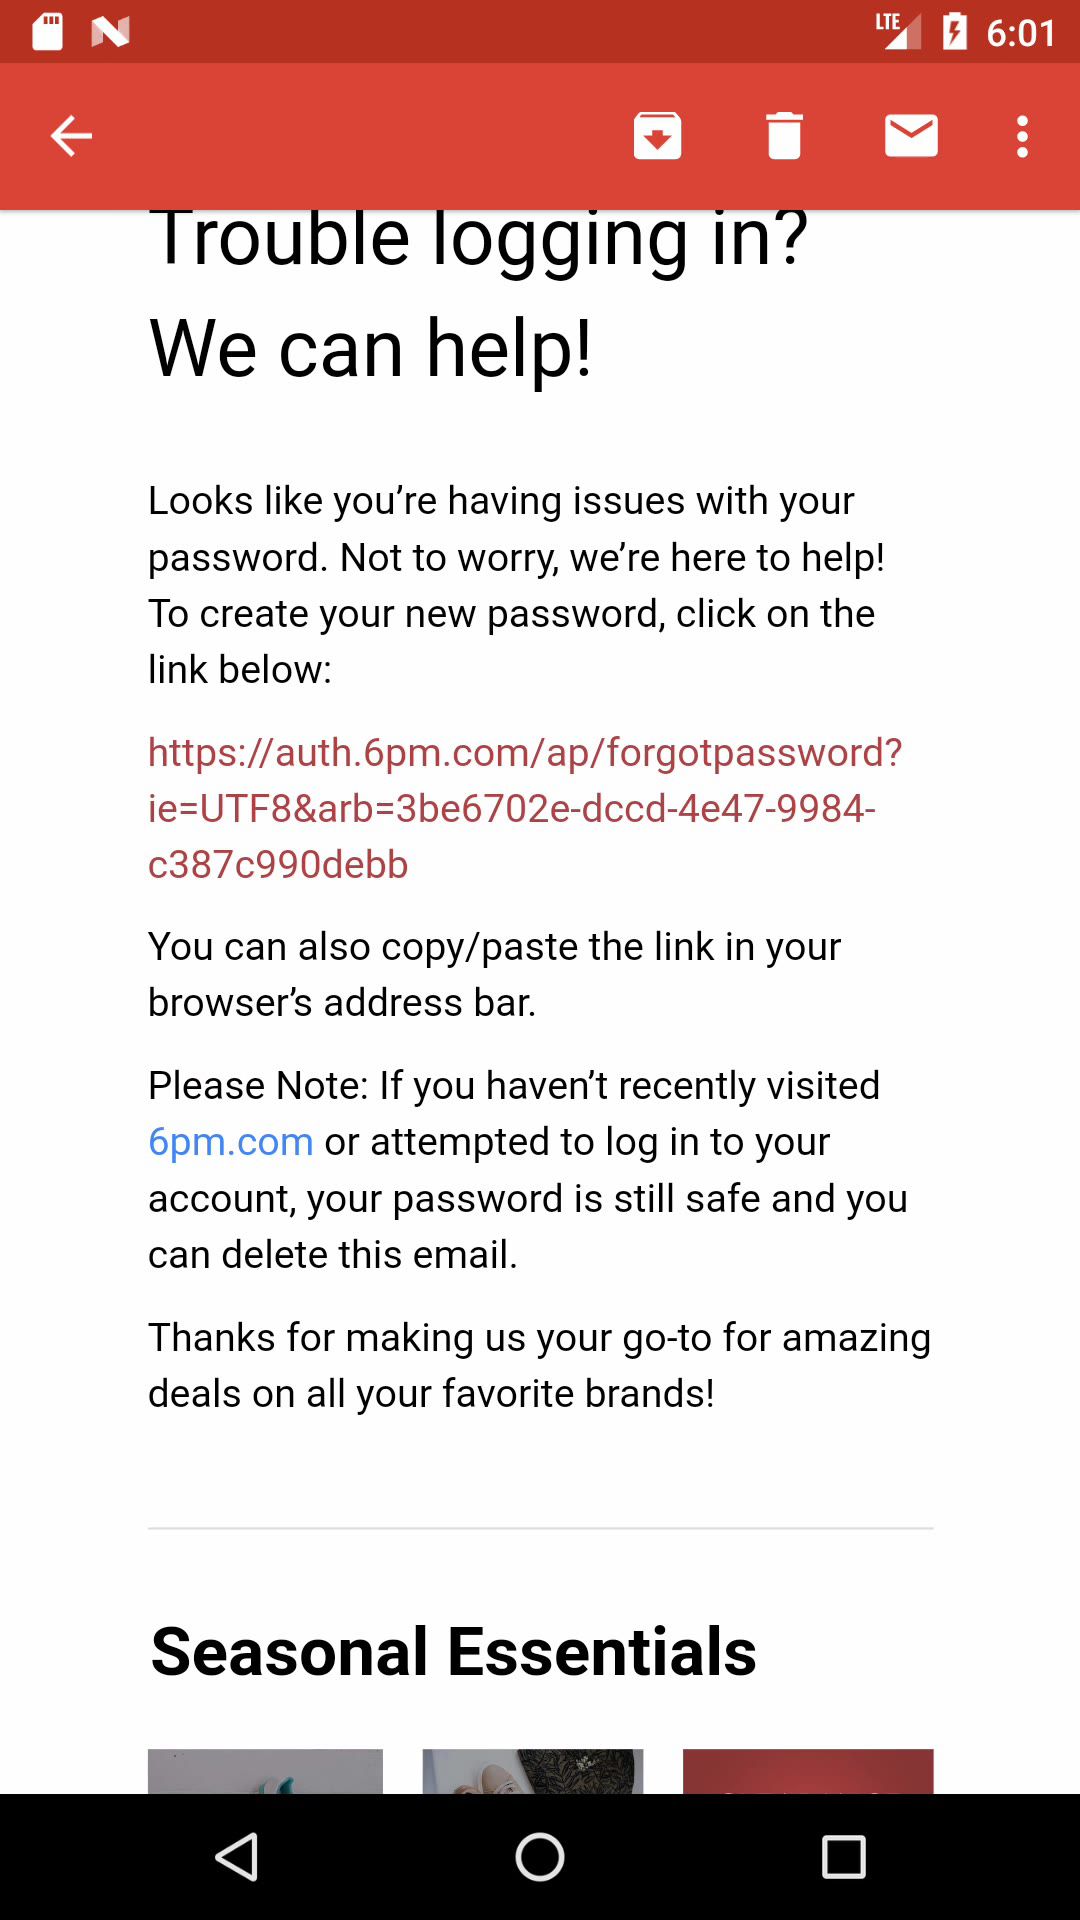 LTE 6:01
Trouble logging in?
We can help!
Looks like you’re having issues with your
password. Not to worry, we’re here to help!
To create your new password, click on the
link below:
https://auth.6pm.com/ap/forgotpassword?
ie=UTF8&arb=3be6702e-dccd-4e47-9984-
c387c990debb
You can also copy/paste the link in your
browser’s address bar.
Please Note: If you haven’t recently visited
6pm.com or attempted to log in to your
account, your password is still safe and you
can delete this email.
Thanks for making us your go-to for amazing
deals on all your favorite brands!
Seasonal Essentials